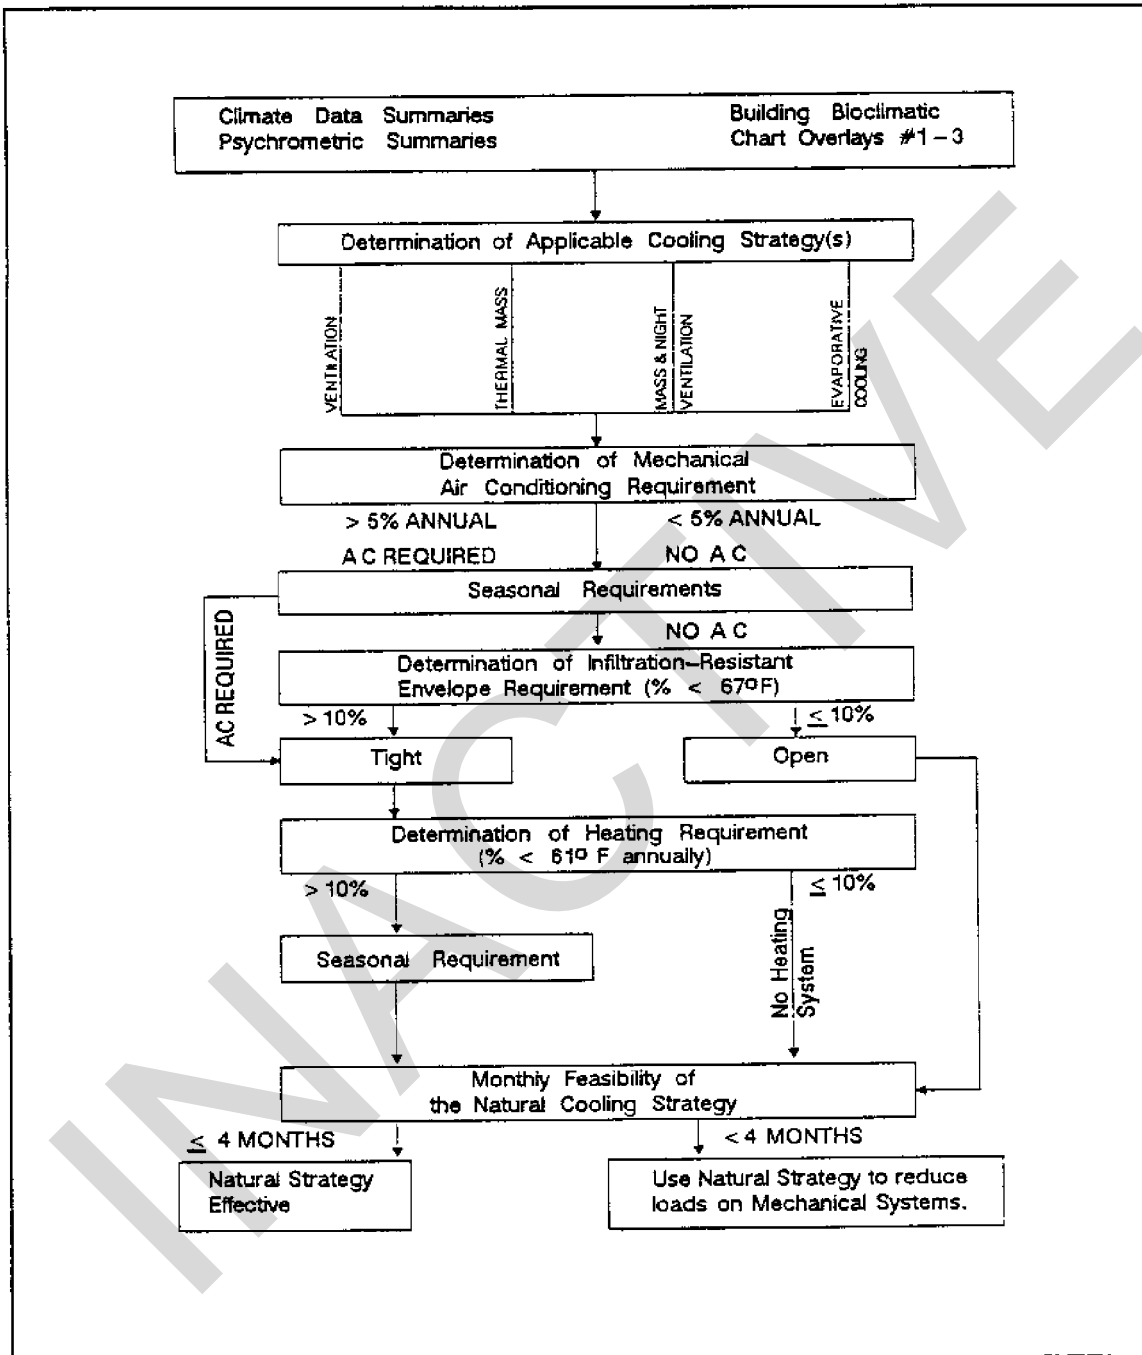 Climate Data Summaries
Psychrometric Summaries
Building Bioclimatic
Chart Overlays #1-3
Determination of Applicable Cooling Strategy(s)
VENTILATION
THERMAL MASS
MASS & NIGHT
VENTILATION
EVAPORATIVE
COOLING
Determination of Mechanical
Air Conditioning Requirement
> 5% ANNUAL
< 5% ANNUAL
A C REQUIRED
NO A C
Seasonal Requirements
AC REQUIRED
NO A C
Determination of Infiltration-Resistant
Envelope Requirement (% < 67ºF)
> 10%
≤ 10%
Tight
Open
Determination of Heating Requirement
(% < 61º F annually)
> 10%
≤ 10%
No Heating
System
Seasonal Requirement
Monthly Feasibility of
the Natural Cooling Strategy
≤ 4 MONTHS
< 4 MONTHS
Natural Strategy
Effective
Use Natural Strategy to reduce
loads on Mechanical Systems.
INACTIVE